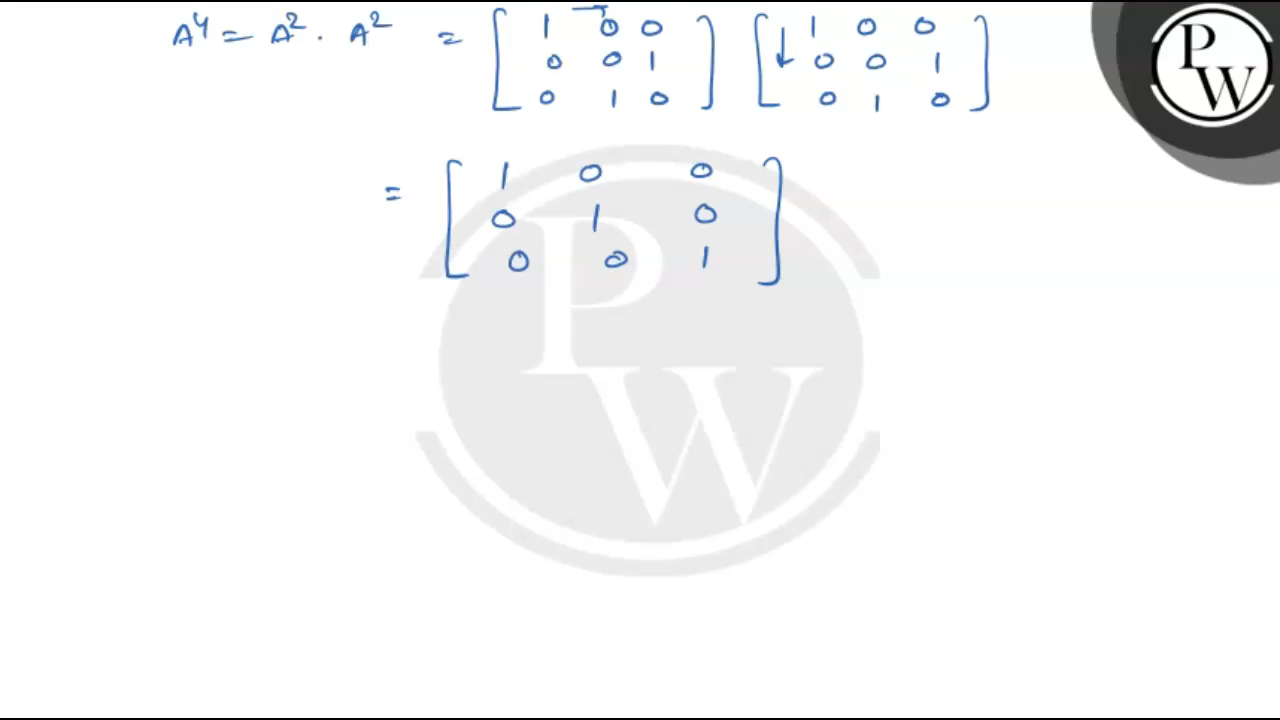 A⁴ = A² · A² = [ 1 0 0 ] [ 1 0 0 ]
0 0 1 ↓ 0 0 1
0 1 0 0 1 0
= [ 1 0 0 ]
0 1 0
0 0 1
PW
PW